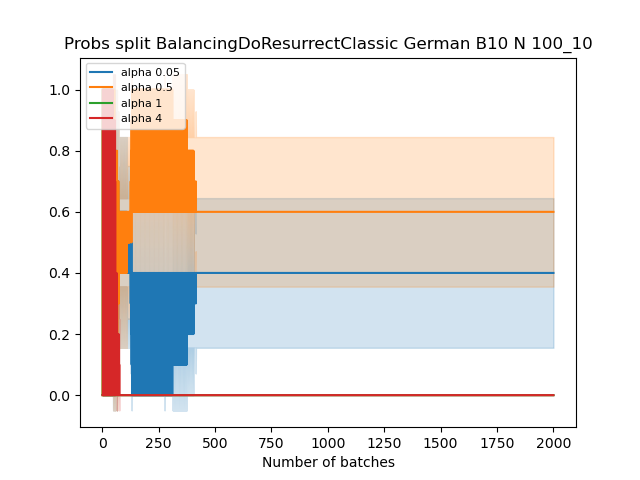 Probs split BalancingDoResurrectClassic German B10 N 100_10
alpha 0.05
alpha 0.5
alpha 1
alpha 4
1.0
0.8
0.6
0.4
0.2
0.0
0 250 500 750 1000 1250 1500 1750 2000
Number of batches